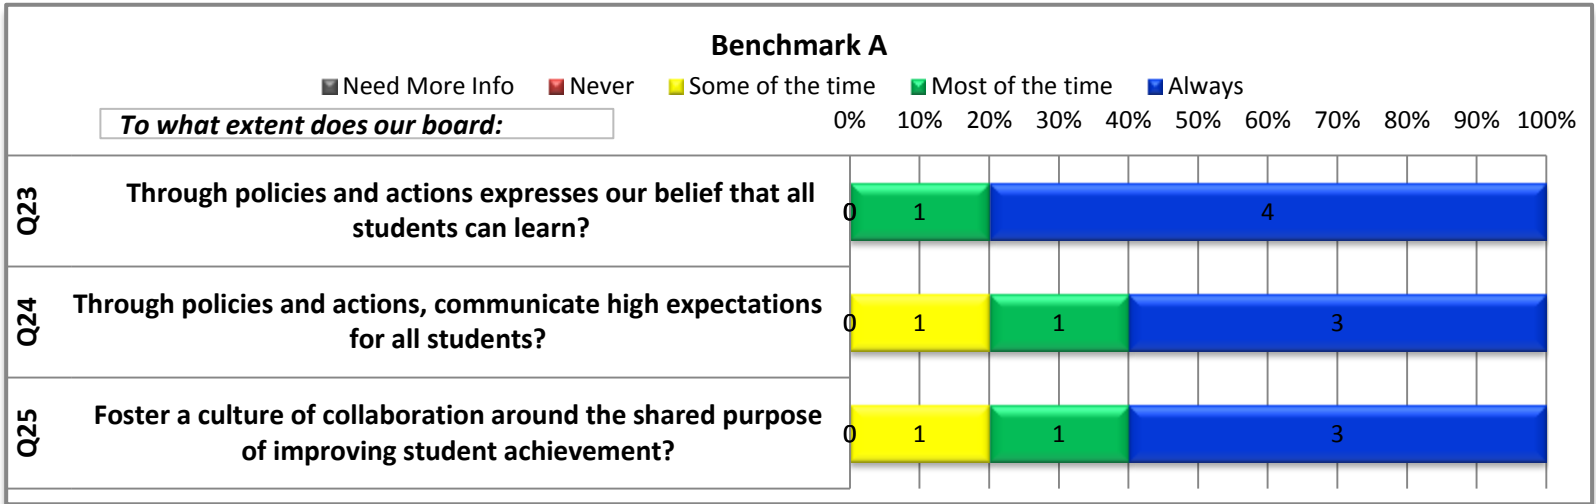 Benchmark A
Need More Info Never Some of the time Most of the time Always
To what extent does our board:
0% 10% 20% 30% 40% 50% 60% 70% 80% 90% 100%
Q23
Through policies and actions expresses our belief that all
students can learn?
0 1 4
Q24
Through policies and actions, communicate high expectations
for all students?
0 1 1 3
Q25
Foster a culture of collaboration around the shared purpose
of improving student achievement?
0 1 1 3